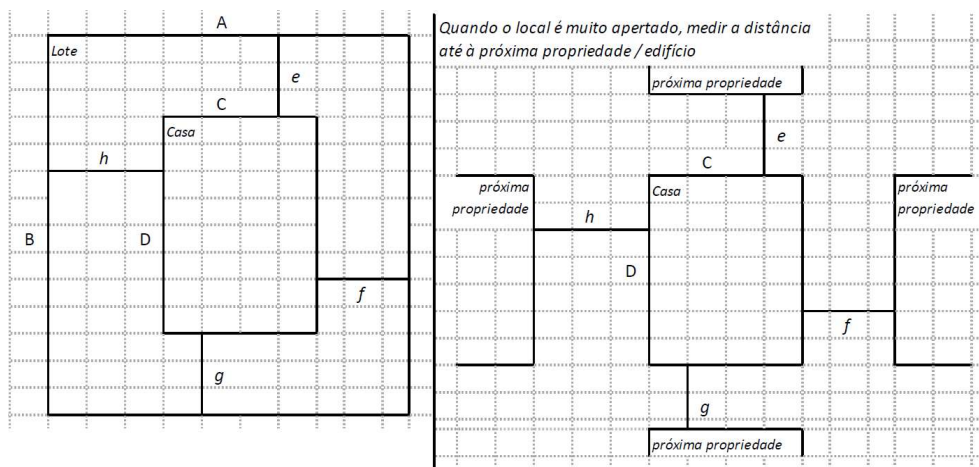 A
Lote
e
C
Casa
h
B
D
f
g
Quando o local é muito apertado, medir a distância
até à próxima propriedade / edifício
próxima propriedade
e
C
próxima
propriedade
Casa
próxima
propriedade
h
D
f
g
próxima propriedade